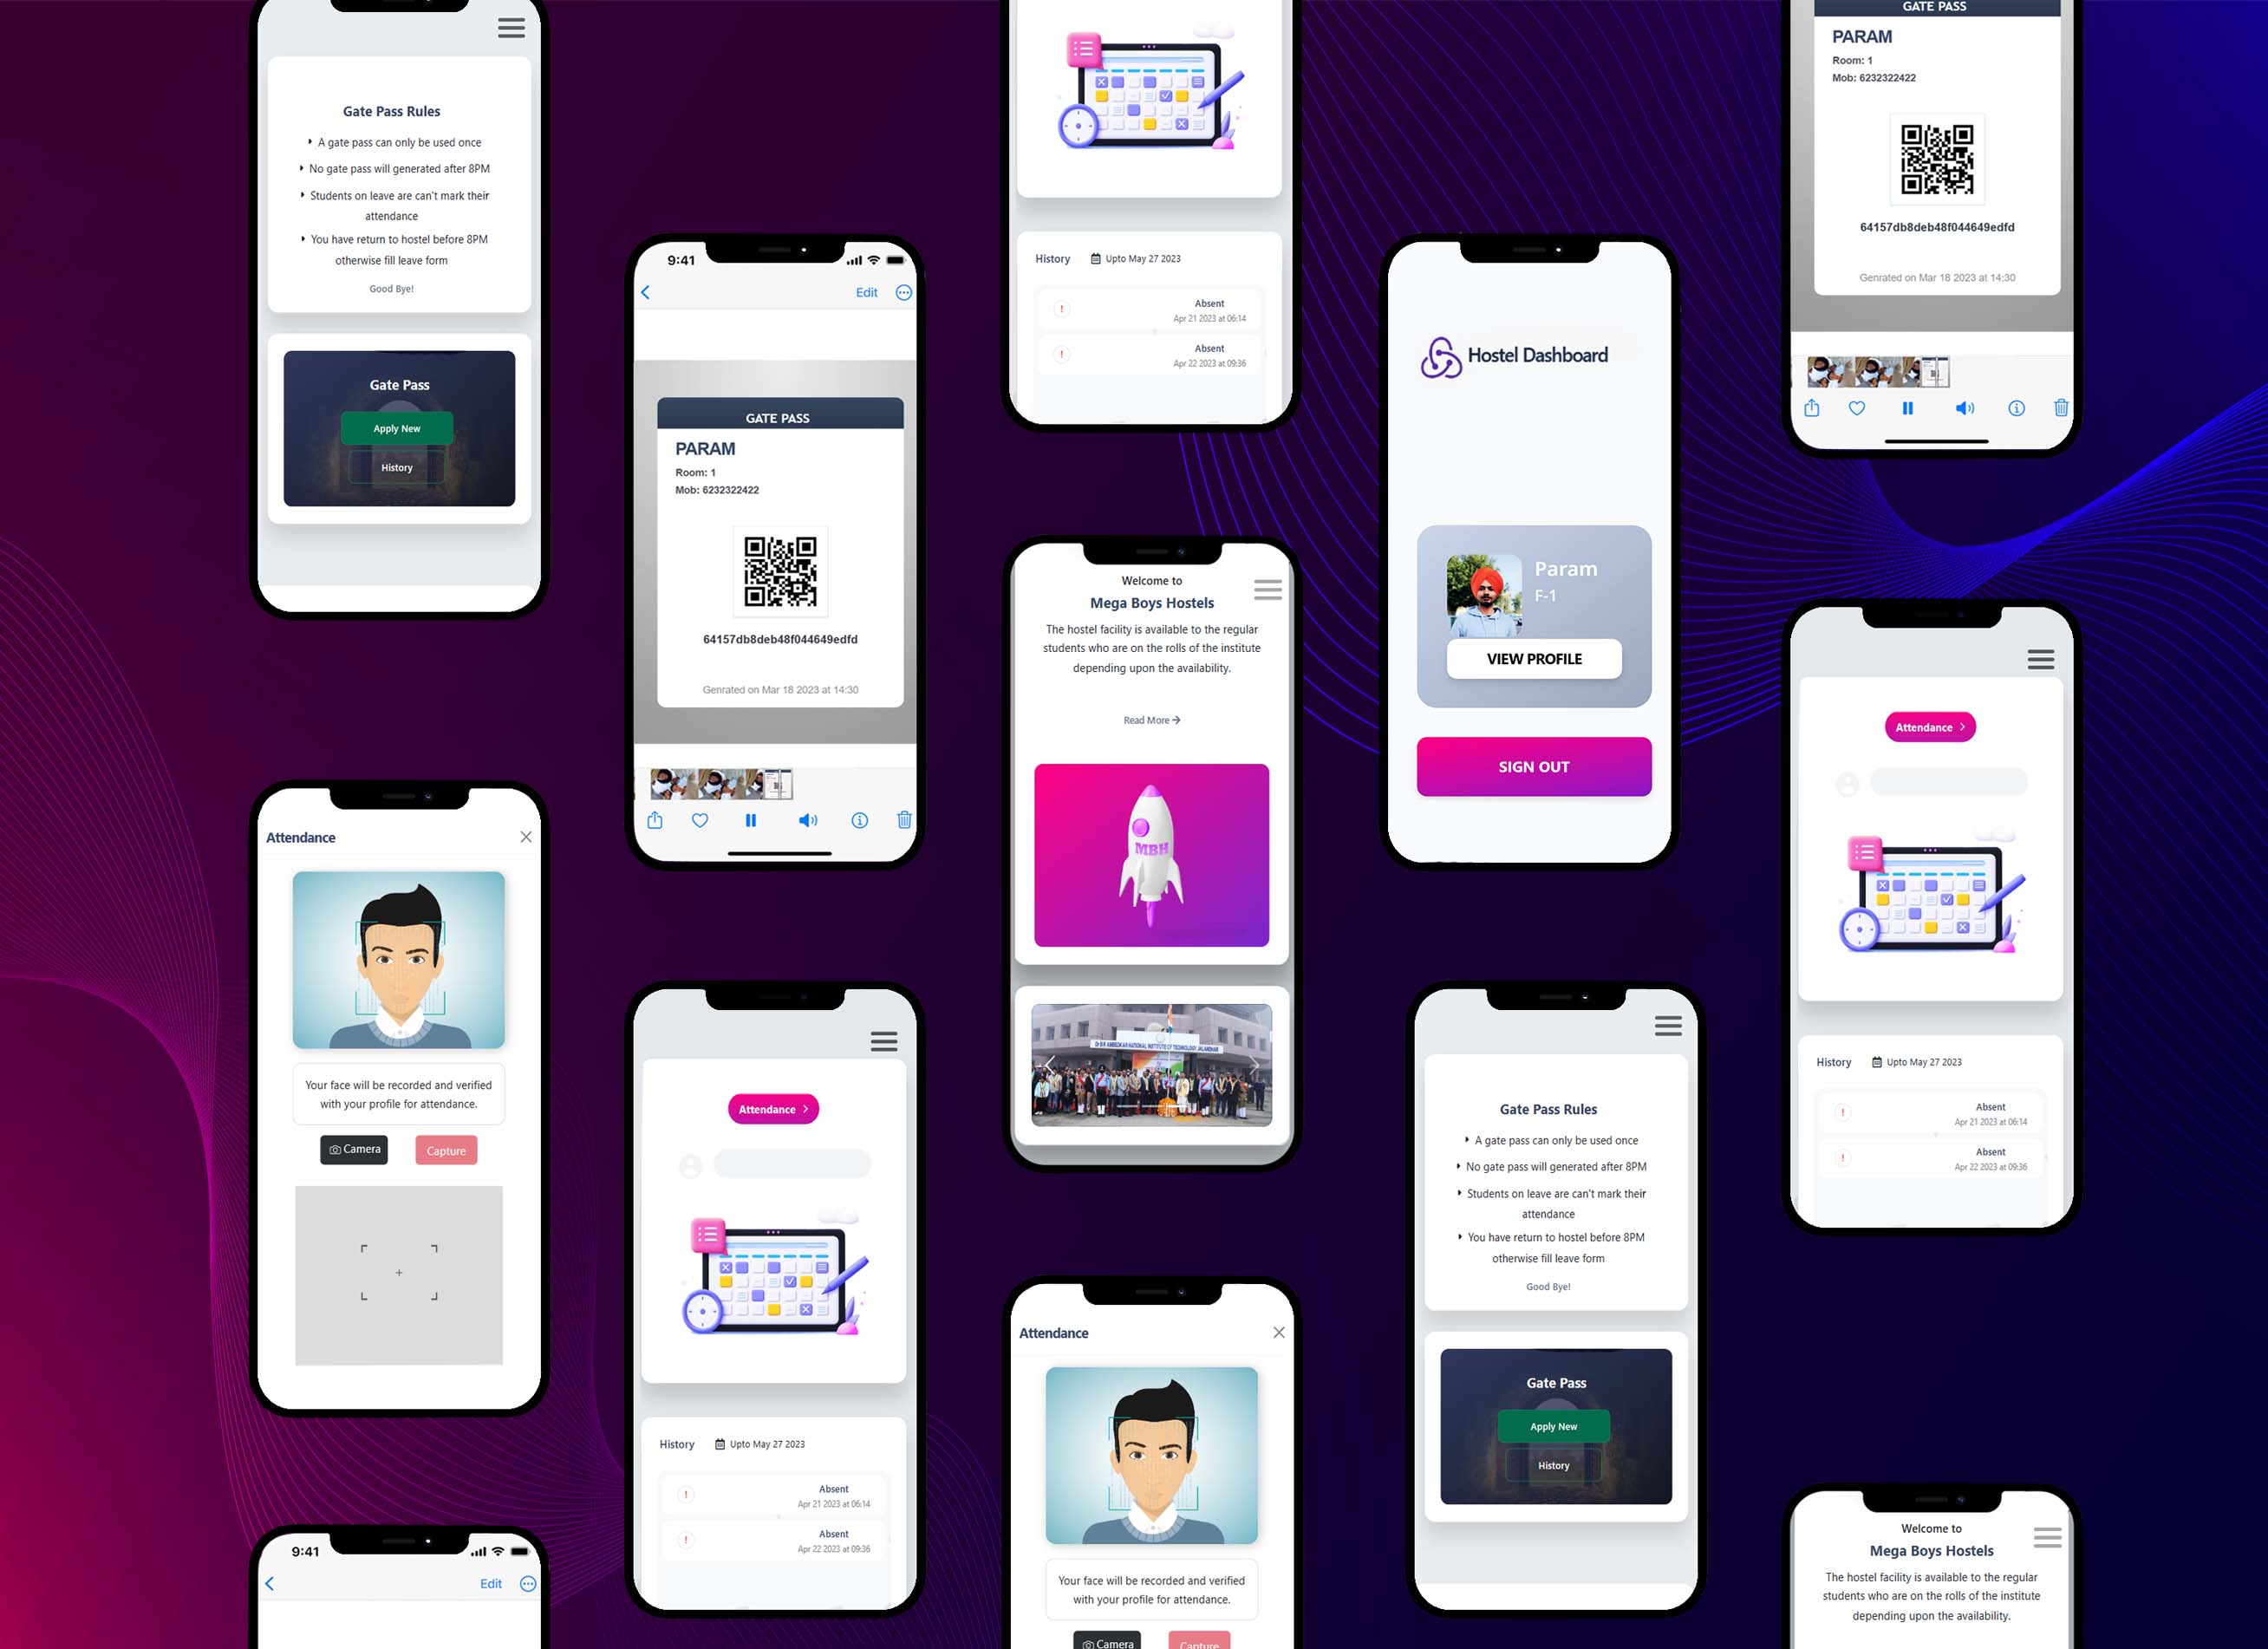 Gate Pass Rules
A gate pass can only be used once
No gate pass will generated after 8PM
Students on leave are can't mark their
attendance
You have return to hostel before 8PM
otherwise fill leave form
Good Bye!
Gate Pass
Apply New
History
Attendance
Your face will be recorded and verified
with your profile for attendance.
Camera
Capture
9:41
Edit
9:41
Edit
GATE PASS
PARAM
Room: 1
Mob: 6232322422
64157db8deb48f044649edfd
Genrated on Mar 18 2023 at 14:30
Attendance
History Upto May 27 2023
Absent
Apr 21 2023 at 06:14
Absent
Apr 22 2023 at 09:36
History Upto May 27 2023
Absent
Apr 21 2023 at 06:14
Absent
Apr 22 2023 at 09:36
Welcome to
Mega Boys Hostels
The hostel facility is available to the regular
students who are on the rolls of the institute
depending upon the availability.
Read More
MBH
Dr B R AMBEDKAR NATIONAL INSTITUTE OF TECHNOLOGY JALANDHAR
Attendance
Your face will be recorded and verified
with your profile for attendance.
Camera
Capture
Hostel Dashboard
Param
F-1
VIEW PROFILE
SIGN OUT
Gate Pass Rules
A gate pass can only be used once
No gate pass will generated after 8PM
Students on leave are can't mark their
attendance
You have return to hostel before 8PM
otherwise fill leave form
Good Bye!
Gate Pass
Apply New
History
GATE PASS
PARAM
Room: 1
Mob: 6232322422
64157db8deb48f044649edfd
Genrated on Mar 18 2023 at 14:30
Attendance
History Upto May 27 2023
Absent
Apr 21 2023 at 06:14
Absent
Apr 22 2023 at 09:36
Welcome to
Mega Boys Hostels
The hostel facility is available to the regular
students who are on the rolls of the institute
depending upon the availability.